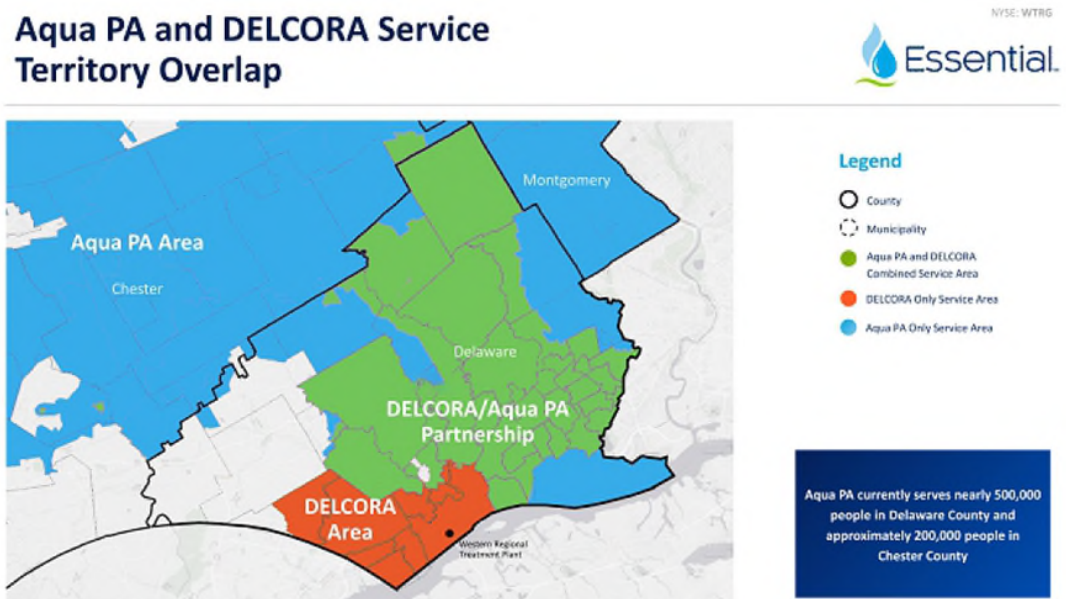 NYSE: WTRG
Aqua PA and DELCORA Service
Territory Overlap
Essential
Aqua PA Area
Chester
Montgomery
Delaware
DELCORA/Aqua PA
Partnership
DELCORA
Area
Western Regional
Treatment Plant
Legend
County
Municipality
Aqua PA and DELCORA
Combined Service Area
DELCORA Only Service Area
Aqua PA Only Service Area
Aqua PA currently serves nearly 500,000
people in Delaware County and
approximately 200,000 people in
Chester County